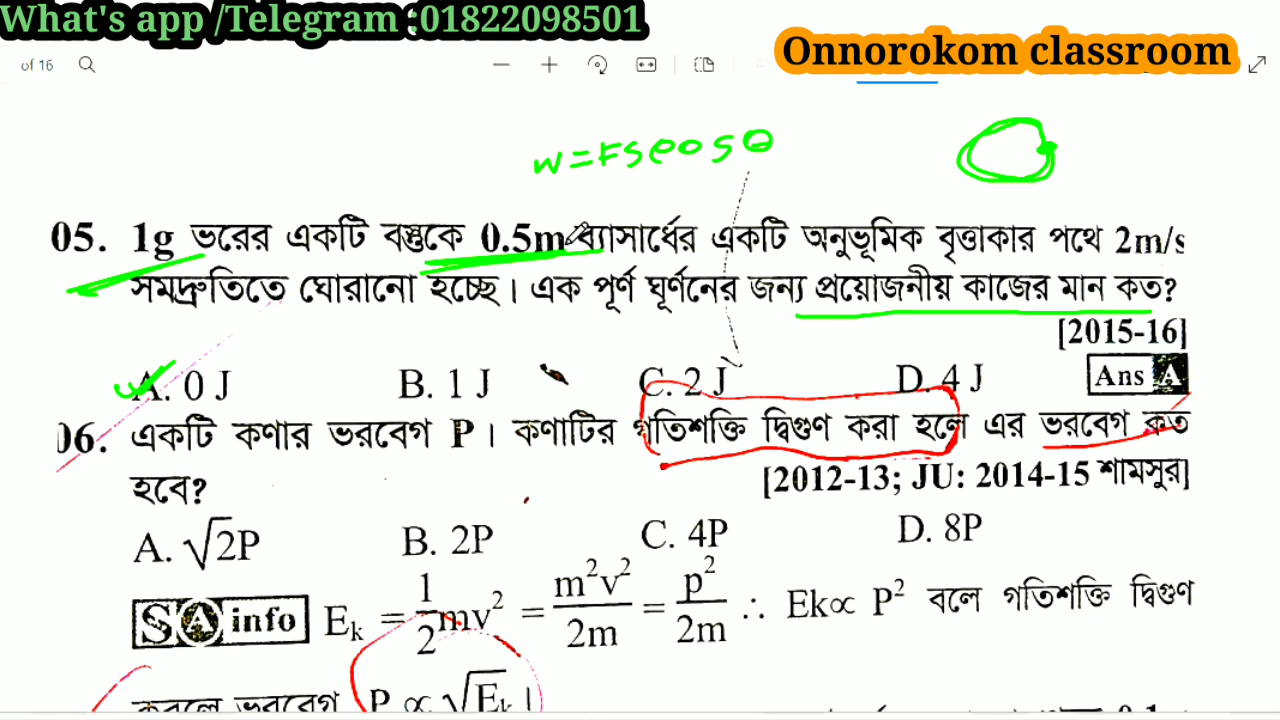 What's app /Telegram :01822098501
Onnorokom classroom
of 16
W=FScosθ
05. 1g ভরের একটি বস্তুকে 0.5m ব্যাসার্ধের একটি অনুভূমিক বৃত্তাকার পথে 2m/s
সমদ্রুতিতে ঘোরানো হচ্ছে। এক পূর্ণ ঘূর্ণনের জন্য প্রয়োজনীয় কাজের মান কত?
[2015-16]
A. 0 J B. 1 J C. 2 J D. 4 J Ans A
06. একটি কণার ভরবেগ P। কণাটির গতিশক্তি দ্বিগুণ করা হলে এর ভরবেগ কত
হবে? [2012-13; JU: 2014-15 শামসুর]
A. √2P B. 2P C. 4P D. 8P
SA info E_k = 1/2 mv² = m²v²/2m = p²/2m ∴ Ek∝ P² বলে গতিশক্তি দ্বিগুণ
করলে ভরবেগ P ∝ √E_k ।